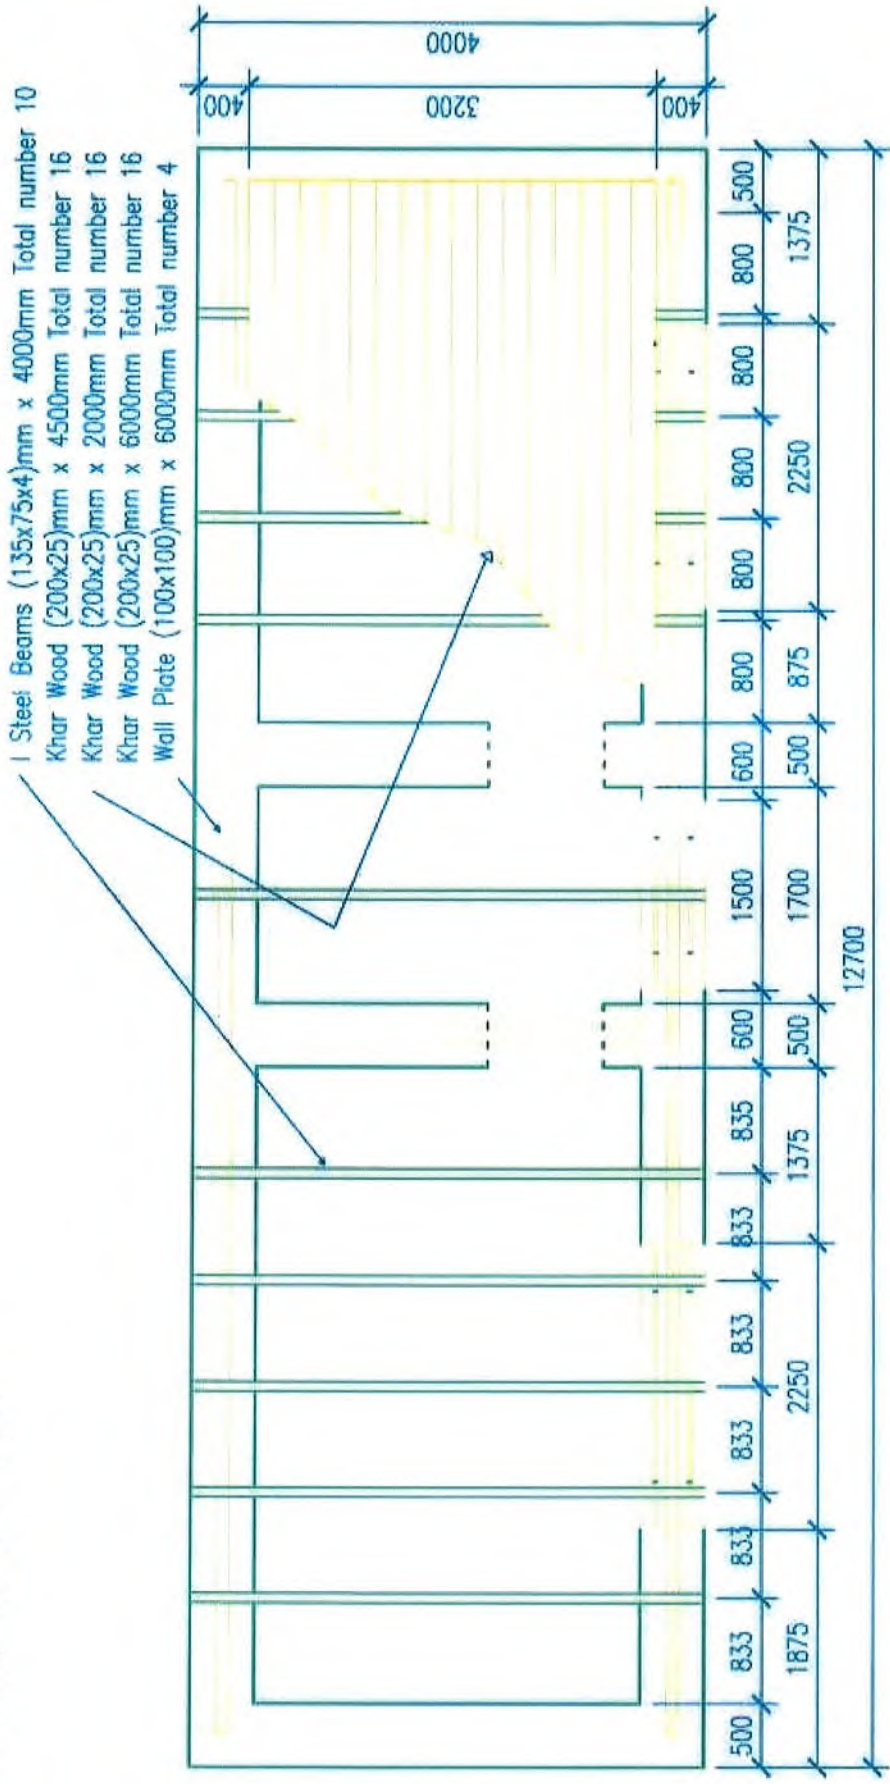 I Steel Beams (135x75x4)mm x 4000mm Total number 10
Khar Wood (200x25)mm x 4500mm Total number 16
Khar Wood (200x25)mm x 2000mm Total number 16
Khar Wood (200x25)mm x 6000mm Total number 16
Wall Plate (100x100)mm x 6000mm Total number 4
400
3200
400
4000
500 833 833 833 833 833 835 600 1500 600 800 800 800 800 800 500
1875 2250 1375 500 1700 500 875 2250 1375
12700